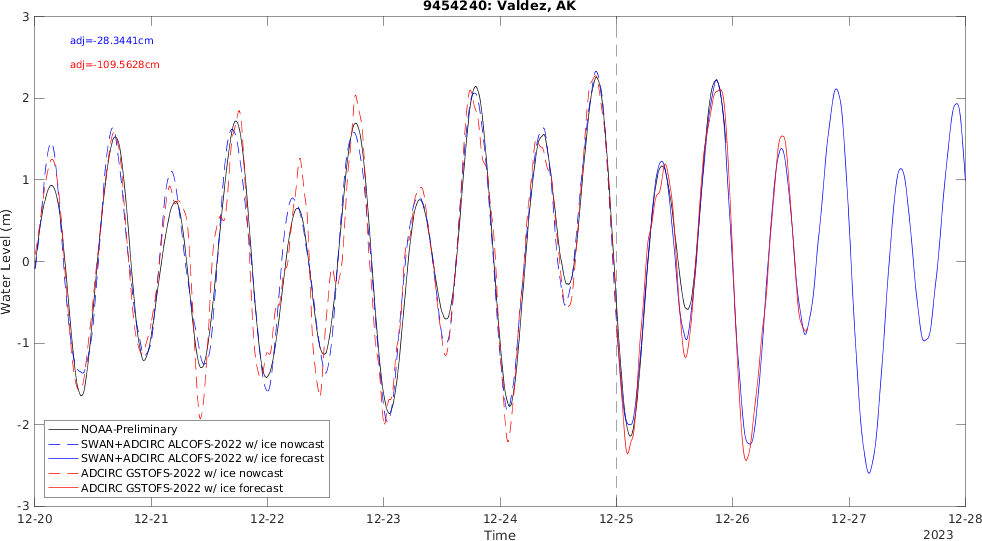 9454240: Valdez, AK
3
adj=-28.3441cm
adj=-109.5628cm
2
1
0
-1
-2
-3
Water Level (m)
NOAA-Preliminary
SWAN+ADCIRC ALCOFS-2022 w/ ice nowcast
SWAN+ADCIRC ALCOFS-2022 w/ ice forecast
ADCIRC GSTOFS-2022 w/ ice nowcast
ADCIRC GSTOFS-2022 w/ ice forecast
12-20 12-21 12-22 12-23 12-24 12-25 12-26 12-27 12-28
Time
2023